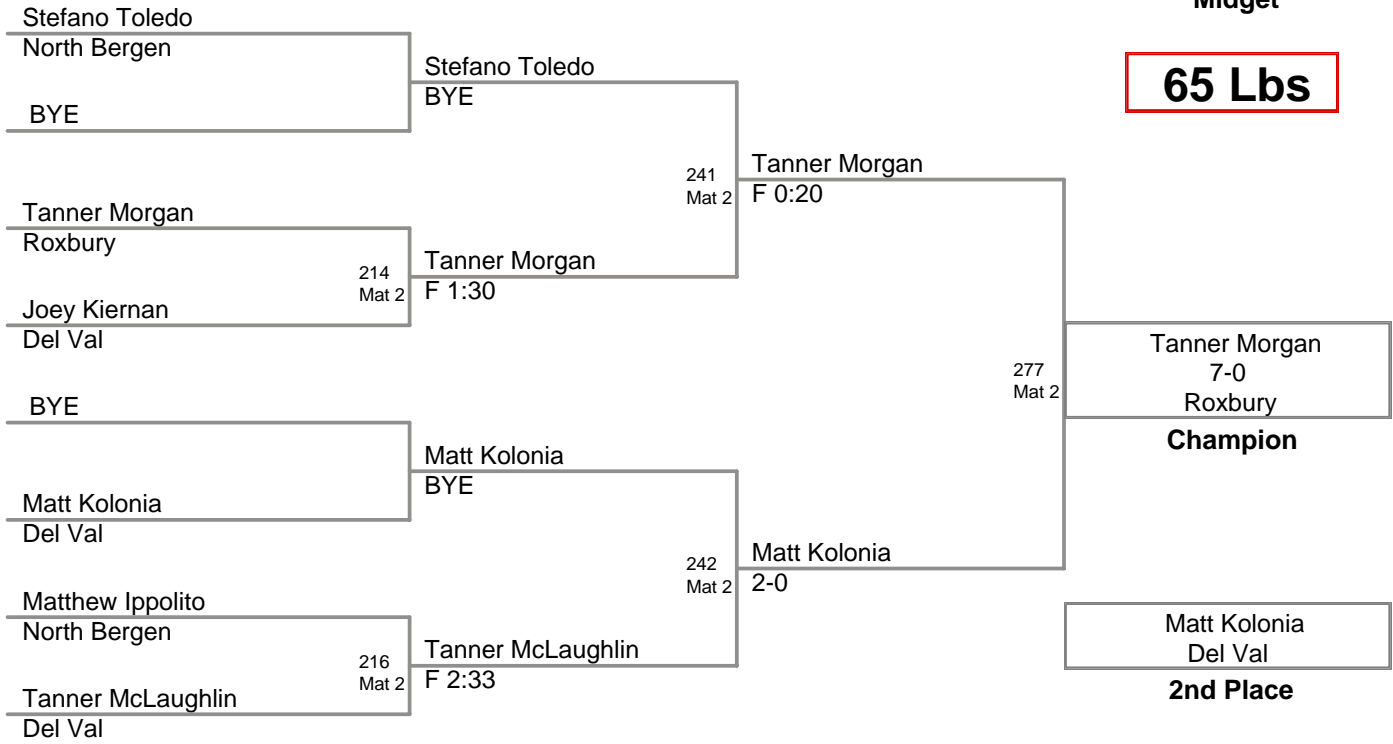 Midget
65 Lbs
Stefano Toledo
North Bergen
BYE
Tanner Morgan
Roxbury
214
Mat 2
Joey Kiernan
Del Val
BYE
Matt Kolonia
Del Val
Matthew Ippolito
North Bergen
216
Mat 2
Tanner McLaughlin
Del Val
Stefano Toledo
BYE
241
Mat 2
Tanner Morgan
F 1:30
Matt Kolonia
BYE
242
Mat 2
Tanner McLaughlin
F 2:33
Tanner Morgan
F 0:20
277
Mat 2
Matt Kolonia
2-0
Tanner Morgan
7-0
Roxbury
Champion
Matt Kolonia
Del Val
2nd Place